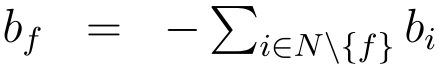 b_f = - \sum_{i \in N \setminus \{f\}} b_i